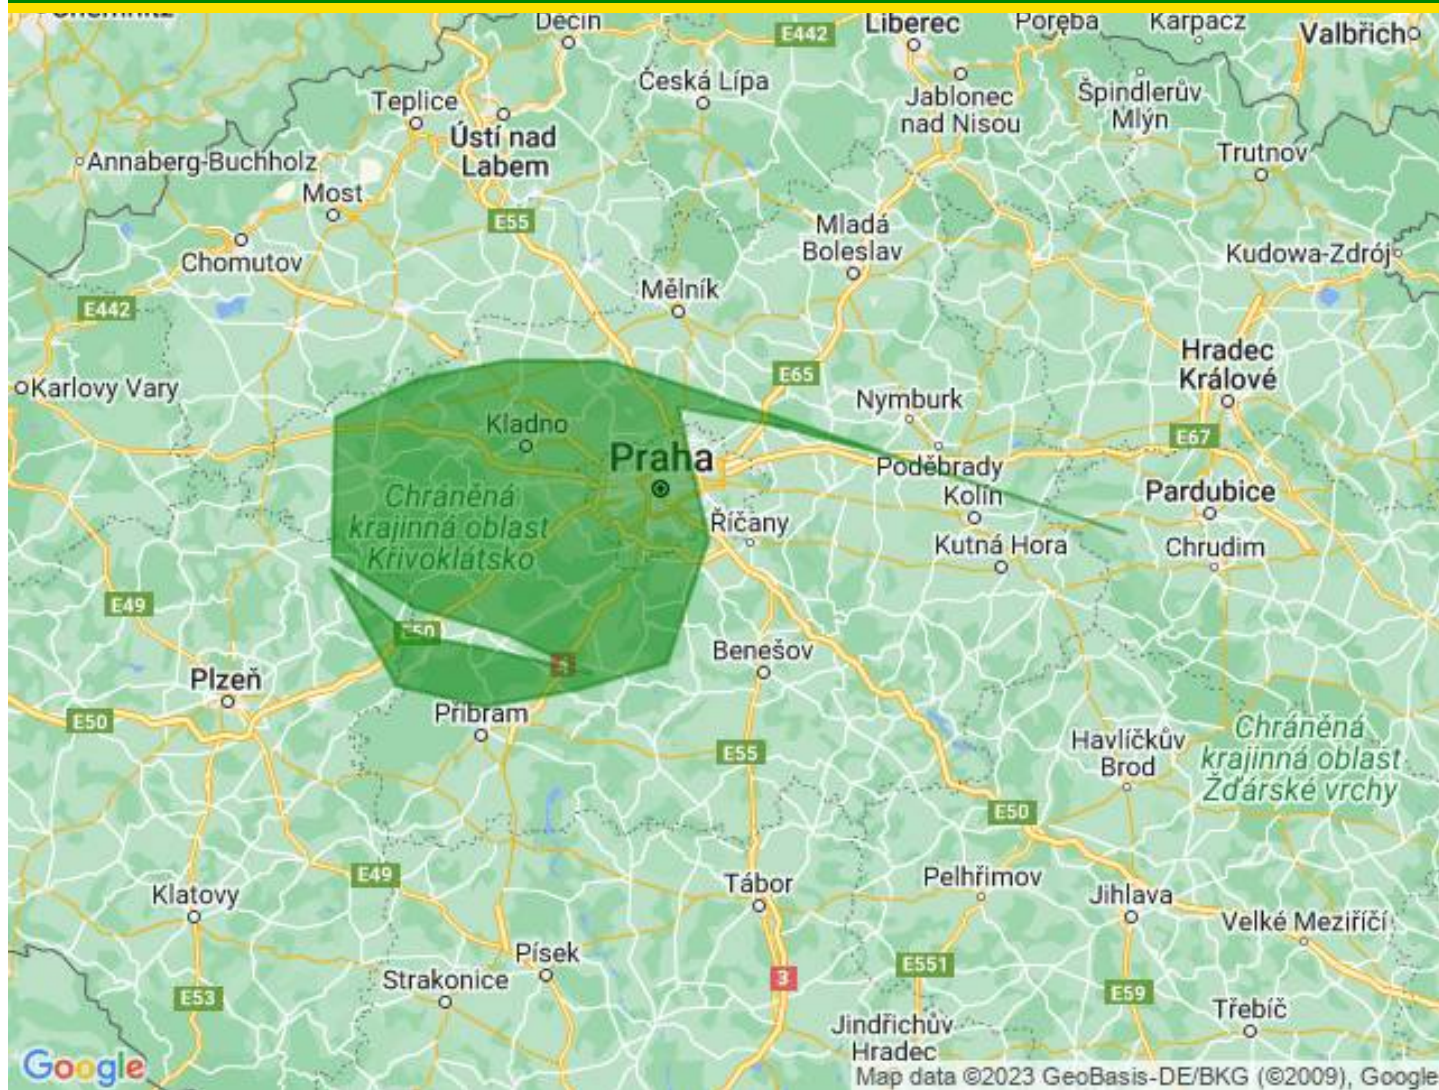 Děčín
E442
Liberec
Poręba
Karpacz
Valbřich
Česká Lípa
Teplice
Jablonec
nad Nisou
Špindlerův
Mlýn
Ústí nad
Labem
Annaberg-Buchholz
Trutnov
Most
E55
Mladá
Boleslav
Chomutov
Kudowa-Zdrój
Mělník
E442
Hradec
Králové
Karlovy Vary
E65
Nymburk
Kladno
E67
Praha
Poděbrady
Chráněná
krajinná oblast
Křivoklátsko
Kolín
Pardubice
Říčany
Kutná Hora
Chrudim
E49
E50
Benešov
Plzeň
E50
Příbram
Chráněná
krajinná oblast
Žďárské vrchy
Havlíčkův
Brod
E55
E50
E49
Tábor
Pelhřimov
Klatovy
Jihlava
Velké Meziříčí
Písek
Strakonice
E551
3
E53
E59
Třebíč
Jindřichův
Hradec
Google
Map data ©2023 GeoBasis-DE/BKG (©2009), Google